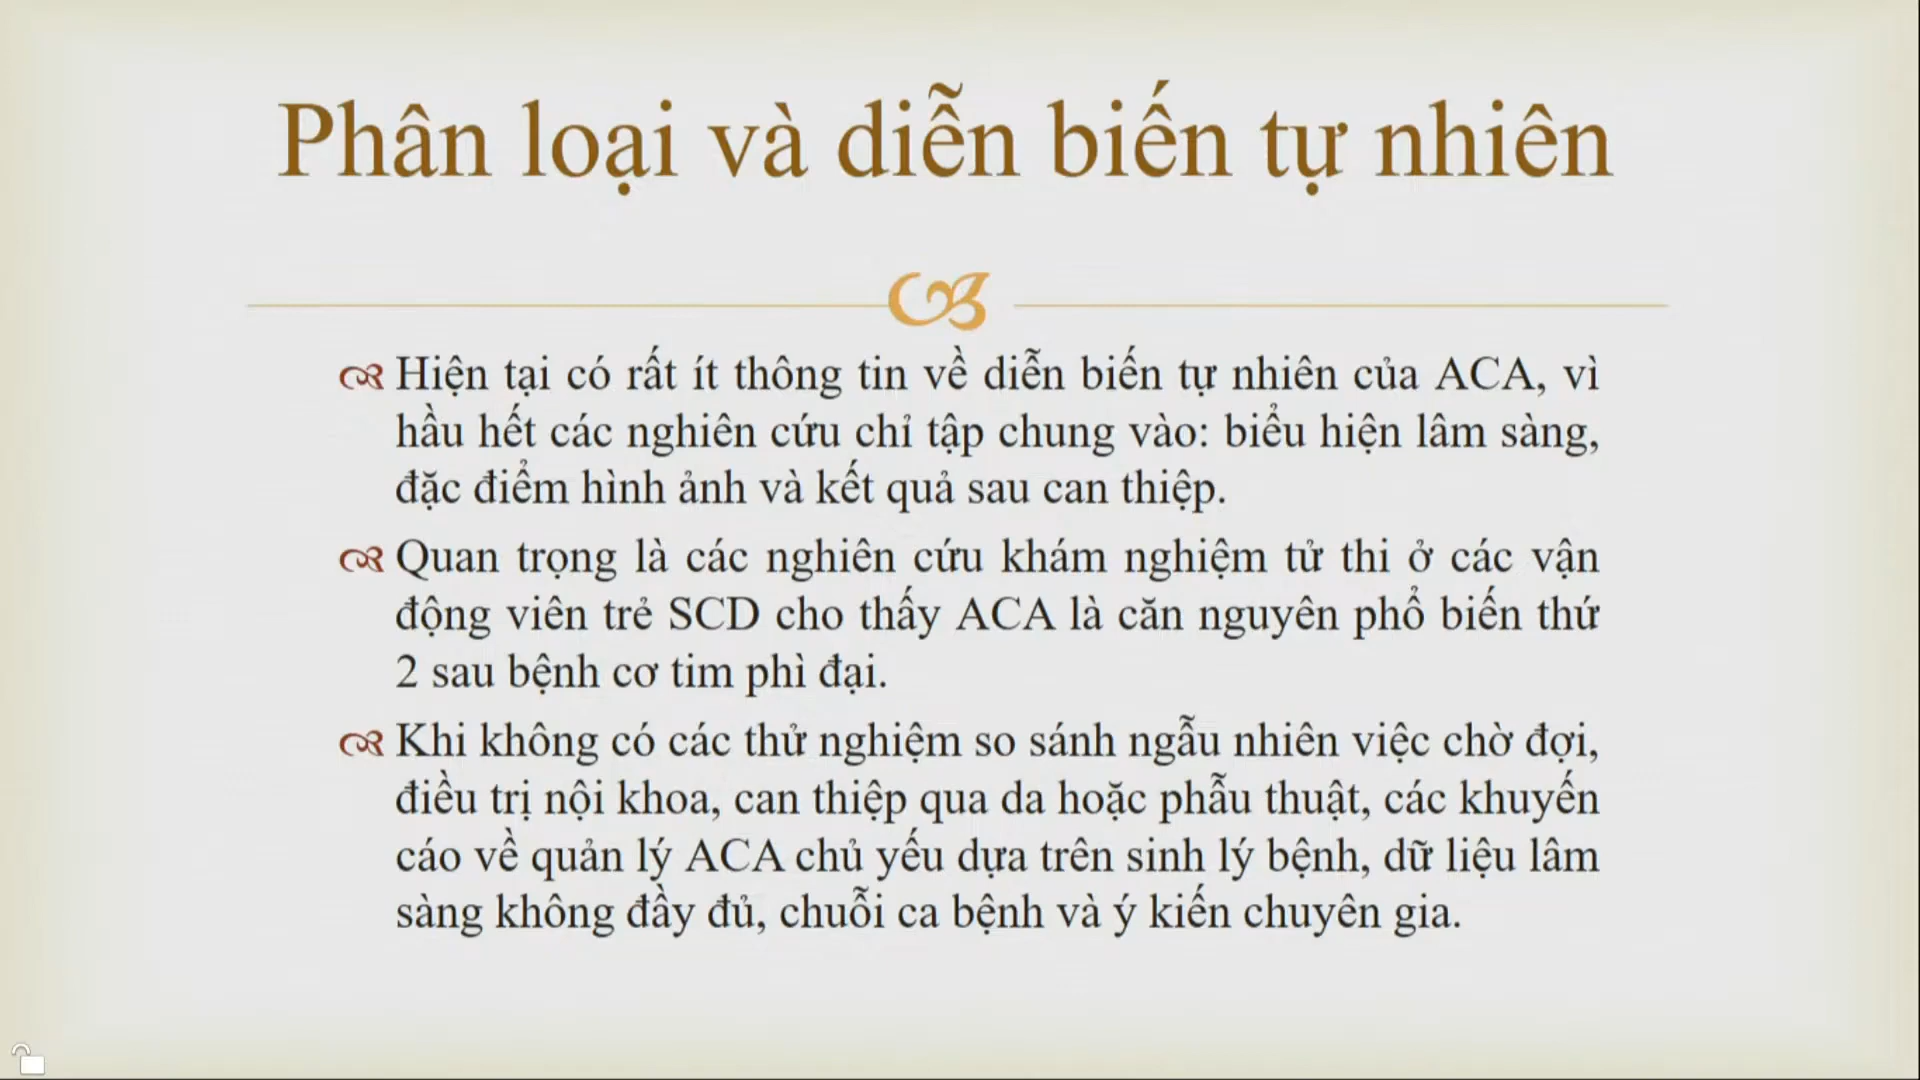 Phân loại và diễn biến tự nhiên
Hiện tại có rất ít thông tin về diễn biến tự nhiên của ACA, vì
hầu hết các nghiên cứu chỉ tập chung vào: biểu hiện lâm sàng,
đặc điểm hình ảnh và kết quả sau can thiệp.
Quan trọng là các nghiên cứu khám nghiệm tử thi ở các vận
động viên trẻ SCD cho thấy ACA là căn nguyên phổ biến thứ
2 sau bệnh cơ tim phì đại.
Khi không có các thử nghiệm so sánh ngẫu nhiên việc chờ đợi,
điều trị nội khoa, can thiệp qua da hoặc phẫu thuật, các khuyến
cáo về quản lý ACA chủ yếu dựa trên sinh lý bệnh, dữ liệu lâm
sàng không đầy đủ, chuỗi ca bệnh và ý kiến chuyên gia.